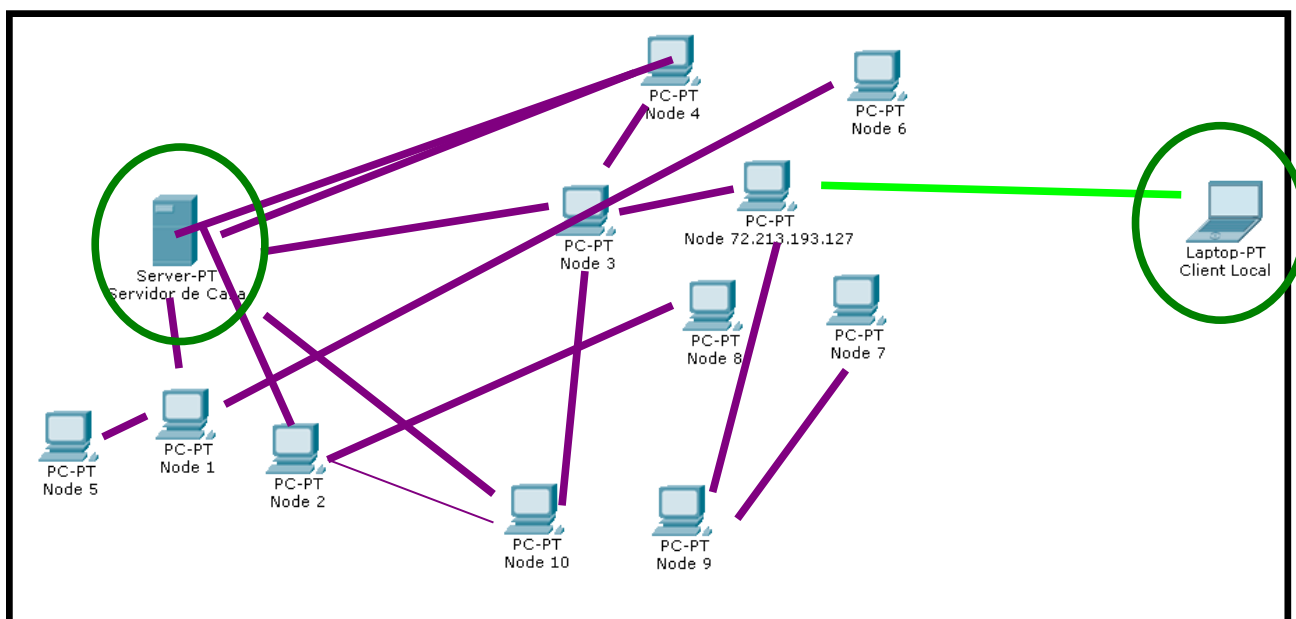 PC-PT
Node 4
PC-PT
Node 6
PC-PT
Node 72.213.193.127
PC-PT
Node 3
Laptop-PT
Client Local
Server-PT
Servidor de Casa
PC-PT
Node 8
PC-PT
Node 7
PC-PT
Node 1
PC-PT
Node 5
PC-PT
Node 2
PC-PT
Node 10
PC-PT
Node 9